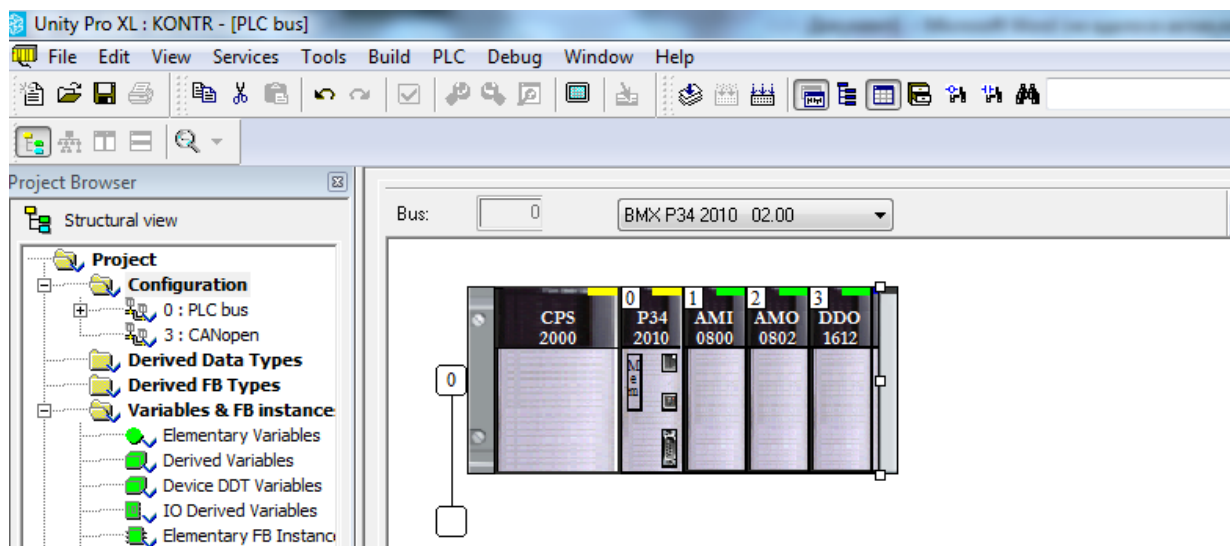 Unity Pro XL : KONTR - [PLC bus]
File Edit View Services Tools Build PLC Debug Window Help
Project Browser
Structural view
Project
Configuration
0 : PLC bus
3 : CANopen
Derived Data Types
Derived FB Types
Variables & FB instance
Elementary Variables
Derived Variables
Device DDT Variables
IO Derived Variables
Elementary FB Instanc
Bus: 0 BMX P34 2010 02.00
0 1 2 3
CPS P34 AMI AMO DDO
2000 2010 0800 0802 1612
Mem
0